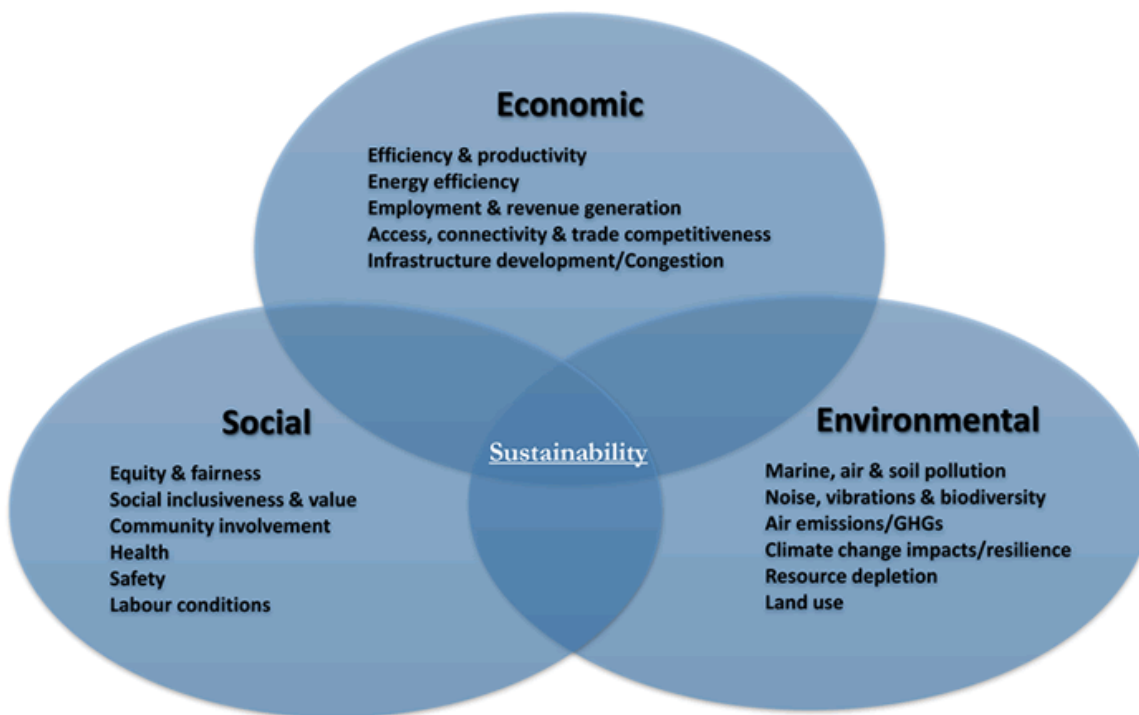 Economic
Efficiency & productivity
Energy efficiency
Employment & revenue generation
Access, connectivity & trade competitiveness
Infrastructure development/Congestion
Social
Equity & fairness
Social inclusiveness & value
Community involvement
Health
Safety
Labour conditions
Sustainability
Environmental
Marine, air & soil pollution
Noise, vibrations & biodiversity
Air emissions/GHGs
Climate change impacts/resilience
Resource depletion
Land use